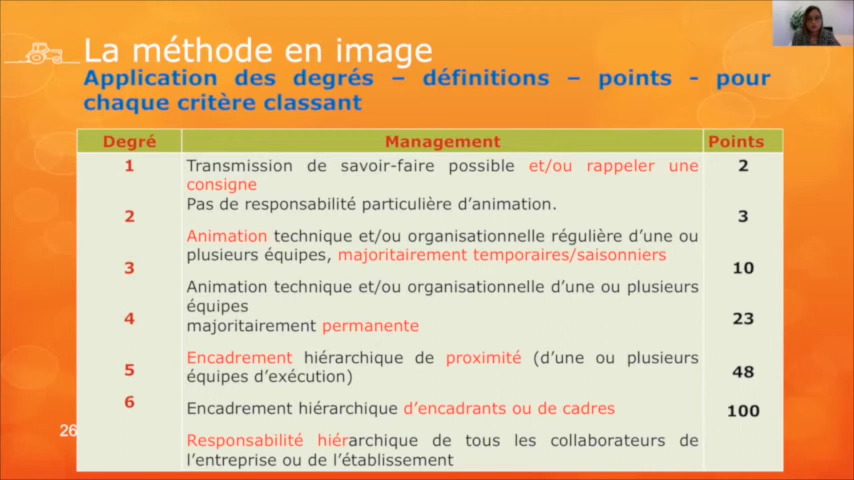 La méthode en image
Application des degrés – définitions – points - pour
chaque critère classant
Degré Management Points
1 Transmission de savoir-faire possible et/ou rappeler une 2
consigne
Pas de responsabilité particulière d’animation.
2 3
Animation technique et/ou organisationnelle régulière d’une ou
plusieurs équipes, majoritairement temporaires/saisonniers
3 10
Animation technique et/ou organisationnelle d’une ou plusieurs
équipes
4 23
majoritairement permanente
Encadrement hiérarchique de proximité (d’une ou plusieurs
5 équipes d’exécution) 48
6 Encadrement hiérarchique d’encadrants ou de cadres 100
26
Responsabilité hiérarchique de tous les collaborateurs de
l’entreprise ou de l’établissement